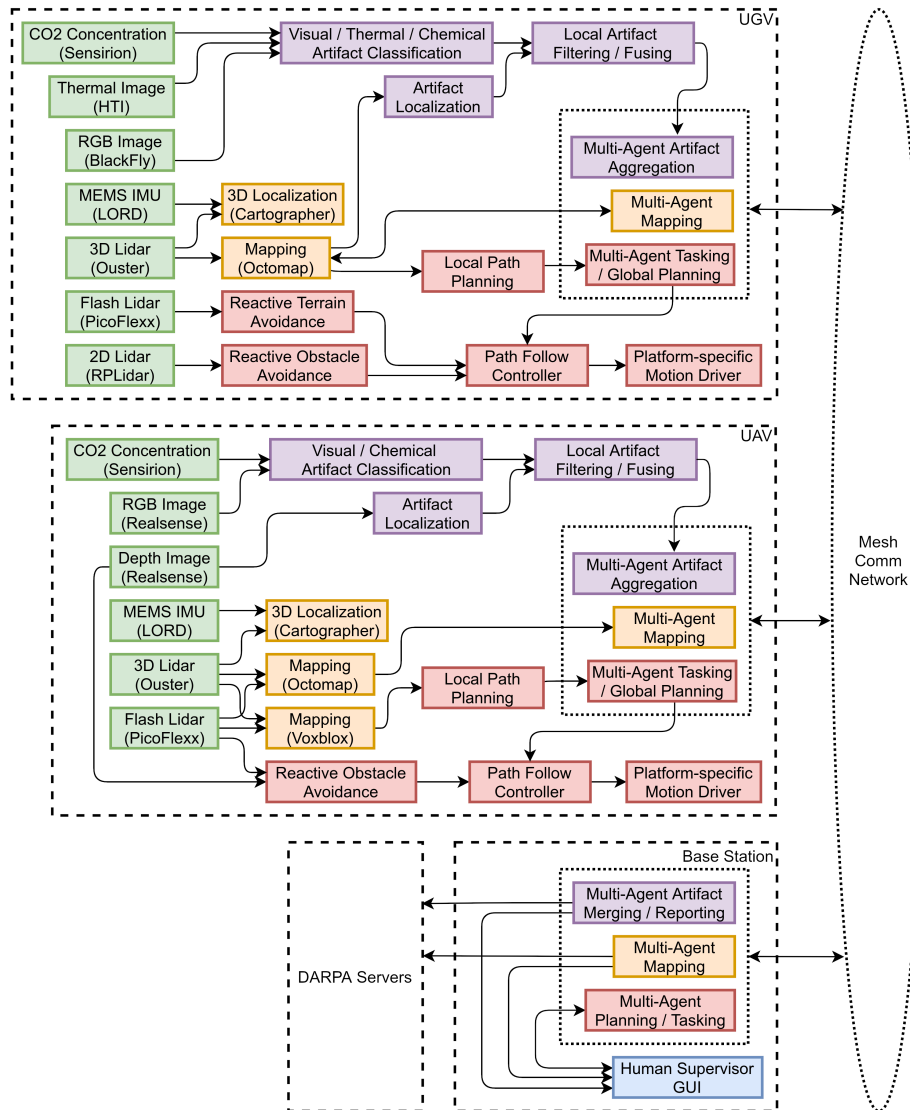 UGV
CO2 Concentration
(Sensirion)
Visual / Thermal / Chemical
Artifact Classification
Local Artifact
Filtering / Fusing
Thermal Image
(HTI)
Artifact
Localization
RGB Image
(BlackFly)
Multi-Agent Artifact
Aggregation
MEMS IMU
(LORD)
3D Localization
(Cartographer)
Multi-Agent
Mapping
3D Lidar
(Ouster)
Mapping
(Octomap)
Local Path
Planning
Multi-Agent Tasking
/ Global Planning
Flash Lidar
(PicoFlexx)
Reactive Terrain
Avoidance
2D Lidar
(RPLidar)
Reactive Obstacle
Avoidance
Path Follow
Controller
Platform-specific
Motion Driver
UAV
CO2 Concentration
(Sensirion)
Visual / Chemical
Artifact Classification
Local Artifact
Filtering / Fusing
RGB Image
(Realsense)
Artifact
Localization
Depth Image
(Realsense)
Multi-Agent Artifact
Aggregation
MEMS IMU
(LORD)
3D Localization
(Cartographer)
Multi-Agent
Mapping
3D Lidar
(Ouster)
Mapping
(Octomap)
Local Path
Planning
Multi-Agent Tasking
/ Global Planning
Flash Lidar
(PicoFlexx)
Mapping
(Voxblox)
Reactive Obstacle
Avoidance
Path Follow
Controller
Platform-specific
Motion Driver
Mesh
Comm
Network
Base Station
Multi-Agent Artifact
Merging / Reporting
Multi-Agent
Mapping
DARPA Servers
Multi-Agent
Planning / Tasking
Human Supervisor
GUI